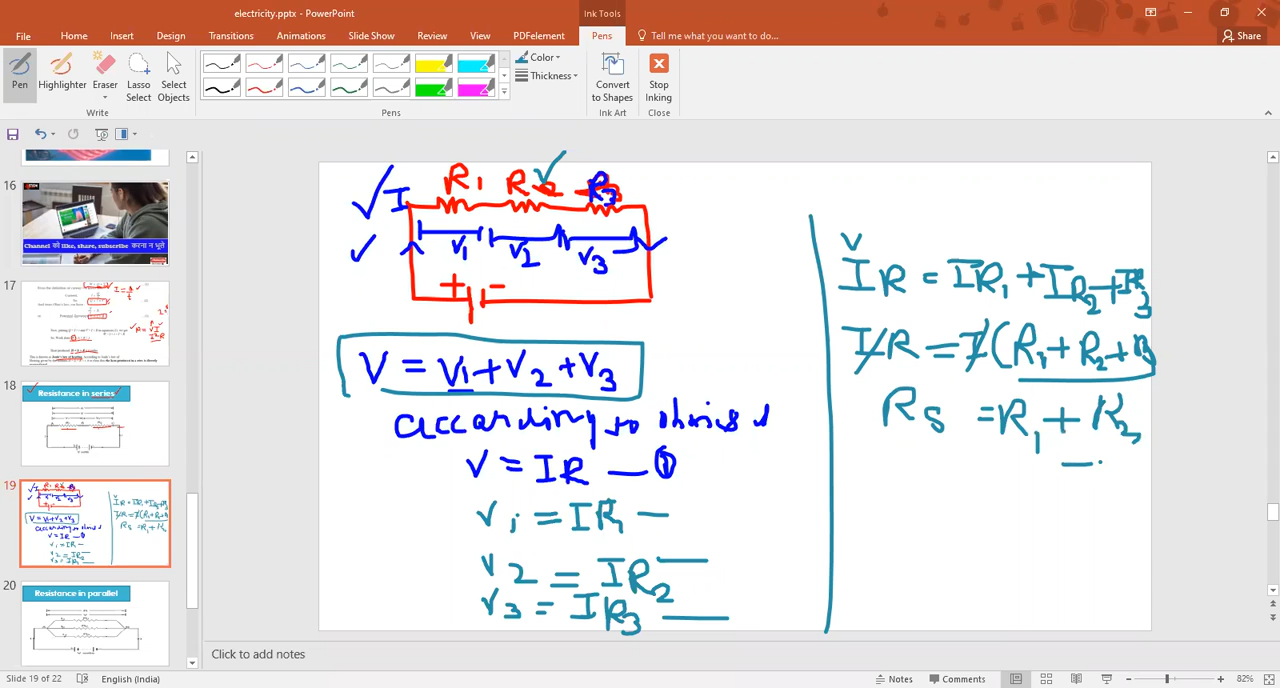 electricity.pptx - PowerPoint
Ink Tools
File Home Insert Design Transitions Animations Slide Show Review View PDFelement Pens Tell me what you want to do... Share
Pen Highlighter Eraser Lasso Select Select Objects Color Thickness Convert to Shapes Stop Inking
Write Pens Ink Art Close
16
Channel को like, share, subscribe करना न भूले
17
18
Resistance in series
19
20
Resistance in parallel
I R1 R2 R3
V1 V2 V3
+ -
V = V1 + V2 + V3
according to ohm's
V = IR — ①
V1 = IR1 —
V2 = IR2 —
V3 = IR3 —
V
IR = IR1 + IR2 + IR3
IR = I(R1 + R2 +
Rs = R1 + R2
Click to add notes
Slide 19 of 22 English (India) Notes Comments 82%